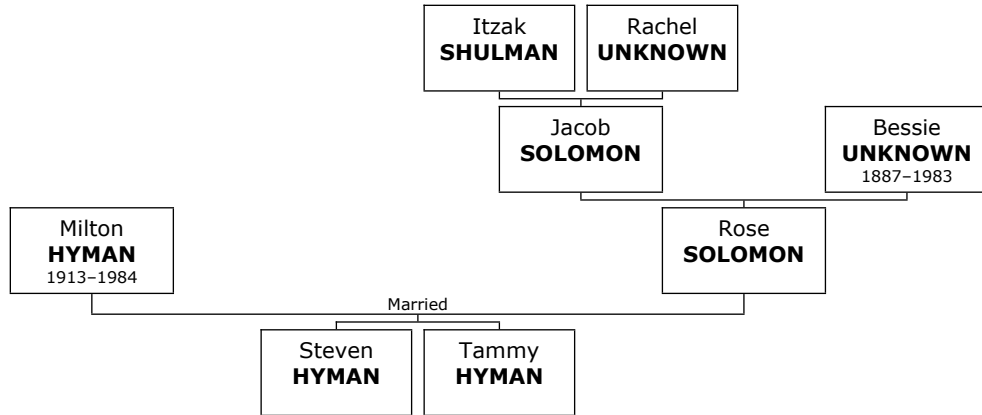 Itzak
SHULMAN
Rachel
UNKNOWN
Jacob
SOLOMON
Bessie
UNKNOWN
1887–1983
Milton
HYMAN
1913–1984
Rose
SOLOMON
Married
Steven
HYMAN
Tammy
HYMAN